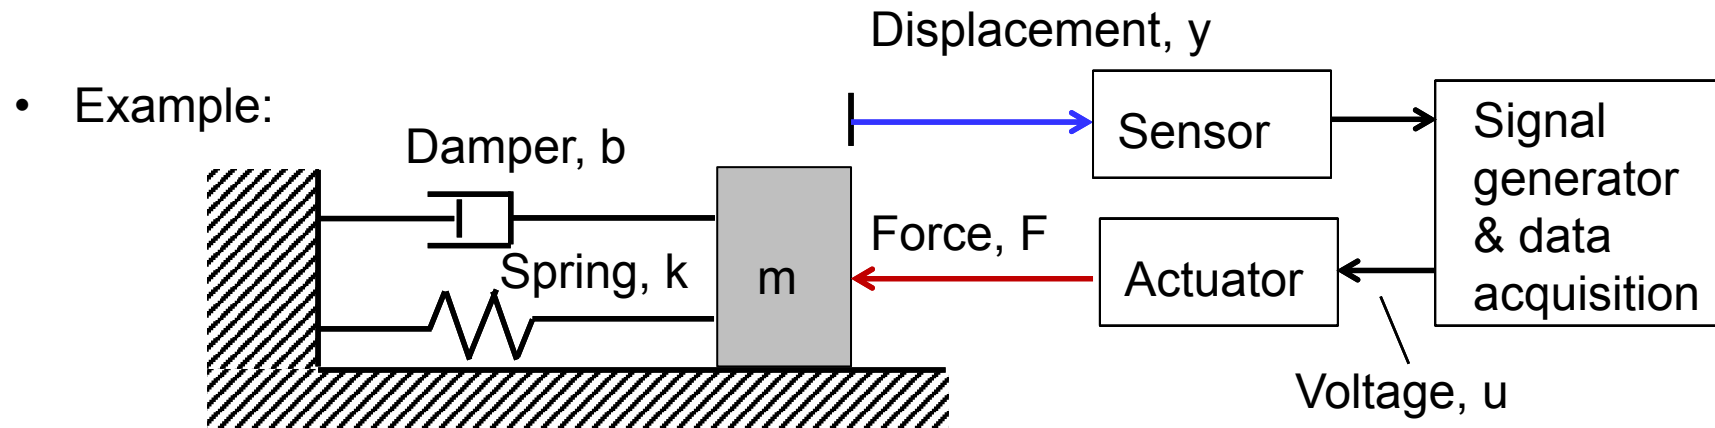 Displacement, y
• Example:
Damper, b
Sensor
Signal
generator
& data
acquisition
Force, F
Spring, k
m
Actuator
Voltage, u